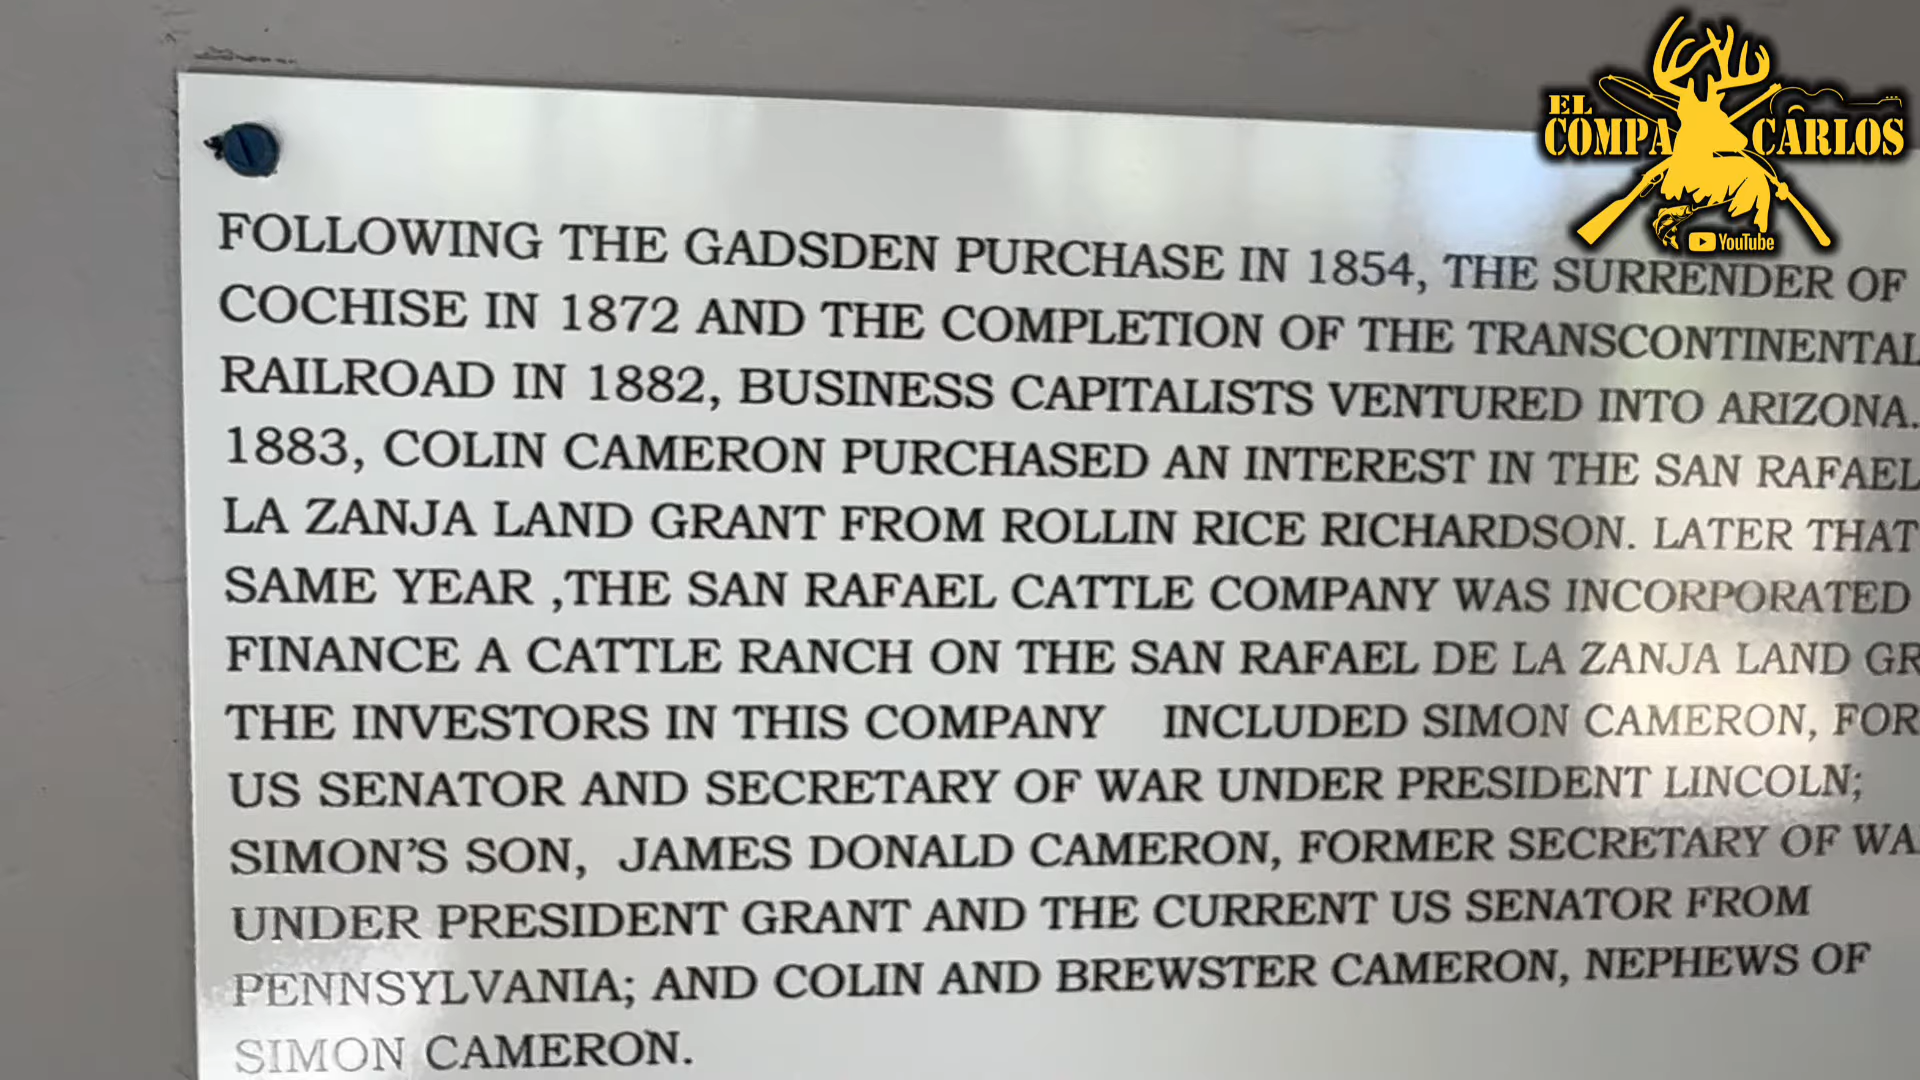 EL
COMPA CARLOS
YouTube
FOLLOWING THE GADSDEN PURCHASE IN 1854, THE SURRENDER OF
COCHISE IN 1872 AND THE COMPLETION OF THE TRANSCONTINENTAL
RAILROAD IN 1882, BUSINESS CAPITALISTS VENTURED INTO ARIZONA.
1883, COLIN CAMERON PURCHASED AN INTEREST IN THE SAN RAFAEL
LA ZANJA LAND GRANT FROM ROLLIN RICE RICHARDSON. LATER THAT
SAME YEAR ,THE SAN RAFAEL CATTLE COMPANY WAS INCORPORATED
FINANCE A CATTLE RANCH ON THE SAN RAFAEL DE LA ZANJA LAND
THE INVESTORS IN THIS COMPANY INCLUDED SIMON CAMERON,
US SENATOR AND SECRETARY OF WAR UNDER PRESIDENT LINCOLN;
SIMON'S SON, JAMES DONALD CAMERON, FORMER SECRETARY OF
UNDER PRESIDENT GRANT AND THE CURRENT US SENATOR FROM
PENNSYLVANIA; AND COLIN AND BREWSTER CAMERON, NEPHEWS OF
SIMON CAMERON.